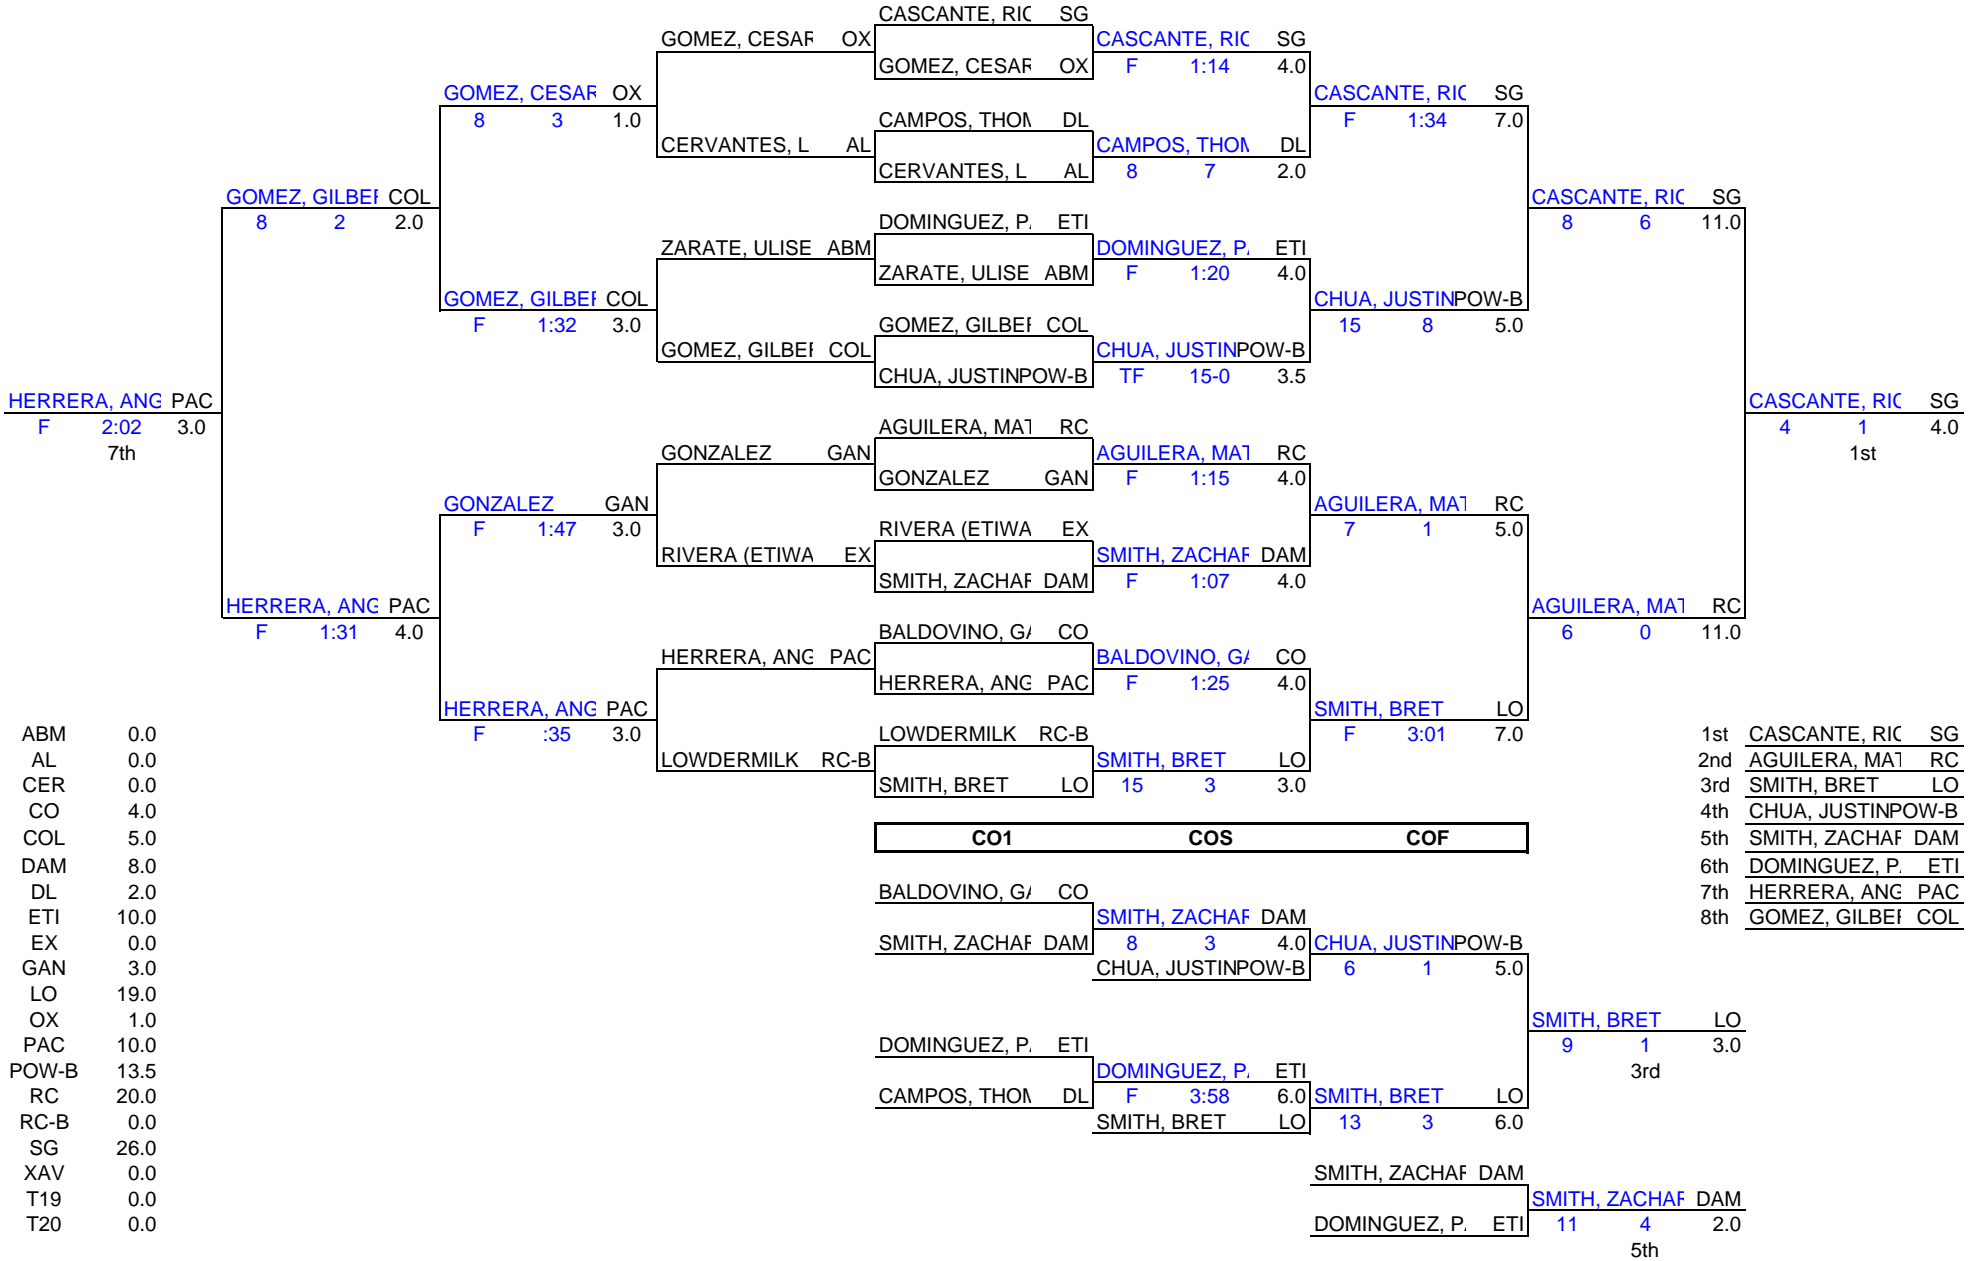 CASCANTE, RIC SG
GOMEZ, CESAR OX CASCANTE, RIC SG
GOMEZ, CESAR OX F 1:14 4.0
GOMEZ, CESAR OX CASCANTE, RIC SG
8 3 1.0 CAMPOS, THOM DL F 1:34 7.0
CERVANTES, L AL CAMPOS, THOM DL
CERVANTES, L AL 8 7 2.0
GOMEZ, GILBER COL CASCANTE, RIC SG
8 2 2.0 DOMINGUEZ, PA ETI 8 6 11.0
ZARATE, ULISE ABM DOMINGUEZ, PA ETI
ZARATE, ULISE ABM F 1:20 4.0
GOMEZ, GILBER COL CHUA, JUSTIN POW-B
F 1:32 3.0 GOMEZ, GILBER COL 15 8 5.0
GOMEZ, GILBER COL CHUA, JUSTIN POW-B
CHUA, JUSTIN POW-B TF 15-0 3.5
HERRERA, ANG PAC CASCANTE, RIC SG
F 2:02 3.0 AGUILERA, MAT RC 4 1 4.0
7th GONZALEZ GAN AGUILERA, MAT RC 1st
GONZALEZ GAN F 1:15 4.0
GONZALEZ GAN AGUILERA, MAT RC
F 1:47 3.0 RIVERA (ETIWA EX 7 1 5.0
RIVERA (ETIWA EX SMITH, ZACHAR DAM
SMITH, ZACHAR DAM F 1:07 4.0
HERRERA, ANG PAC AGUILERA, MAT RC
F 1:31 4.0 BALDOVINO, GA CO 6 0 11.0
HERRERA, ANG PAC BALDOVINO, GA CO
HERRERA, ANG PAC F 1:25 4.0
HERRERA, ANG PAC SMITH, BRET LO
ABM 0.0 F :35 3.0 LOWDERMILK RC-B F 3:01 7.0 1st CASCANTE, RIC SG
AL 0.0 LOWDERMILK RC-B SMITH, BRET LO 2nd AGUILERA, MAT RC
CER 0.0 SMITH, BRET LO 15 3 3.0 3rd SMITH, BRET LO
CO 4.0 4th CHUA, JUSTIN POW-B
COL 5.0 CO1 COS COF 5th SMITH, ZACHAR DAM
DAM 8.0 6th DOMINGUEZ, PA ETI
DL 2.0 BALDOVINO, GA CO 7th HERRERA, ANG PAC
ETI 10.0 SMITH, ZACHAR DAM 8th GOMEZ, GILBER COL
EX 0.0 SMITH, ZACHAR DAM 8 3 4.0 CHUA, JUSTIN POW-B
GAN 3.0 CHUA, JUSTIN POW-B 6 1 5.0
LO 19.0
OX 1.0 SMITH, BRET LO
PAC 10.0 DOMINGUEZ, PA ETI 9 1 3.0
POW-B 13.5 DOMINGUEZ, PA ETI 3rd
RC 20.0 CAMPOS, THOM DL F 3:58 6.0 SMITH, BRET LO
RC-B 0.0 SMITH, BRET LO 13 3 6.0
SG 26.0
XAV 0.0 SMITH, ZACHAR DAM
T19 0.0 SMITH, ZACHAR DAM
T20 0.0 DOMINGUEZ, PA ETI 11 4 2.0
5th